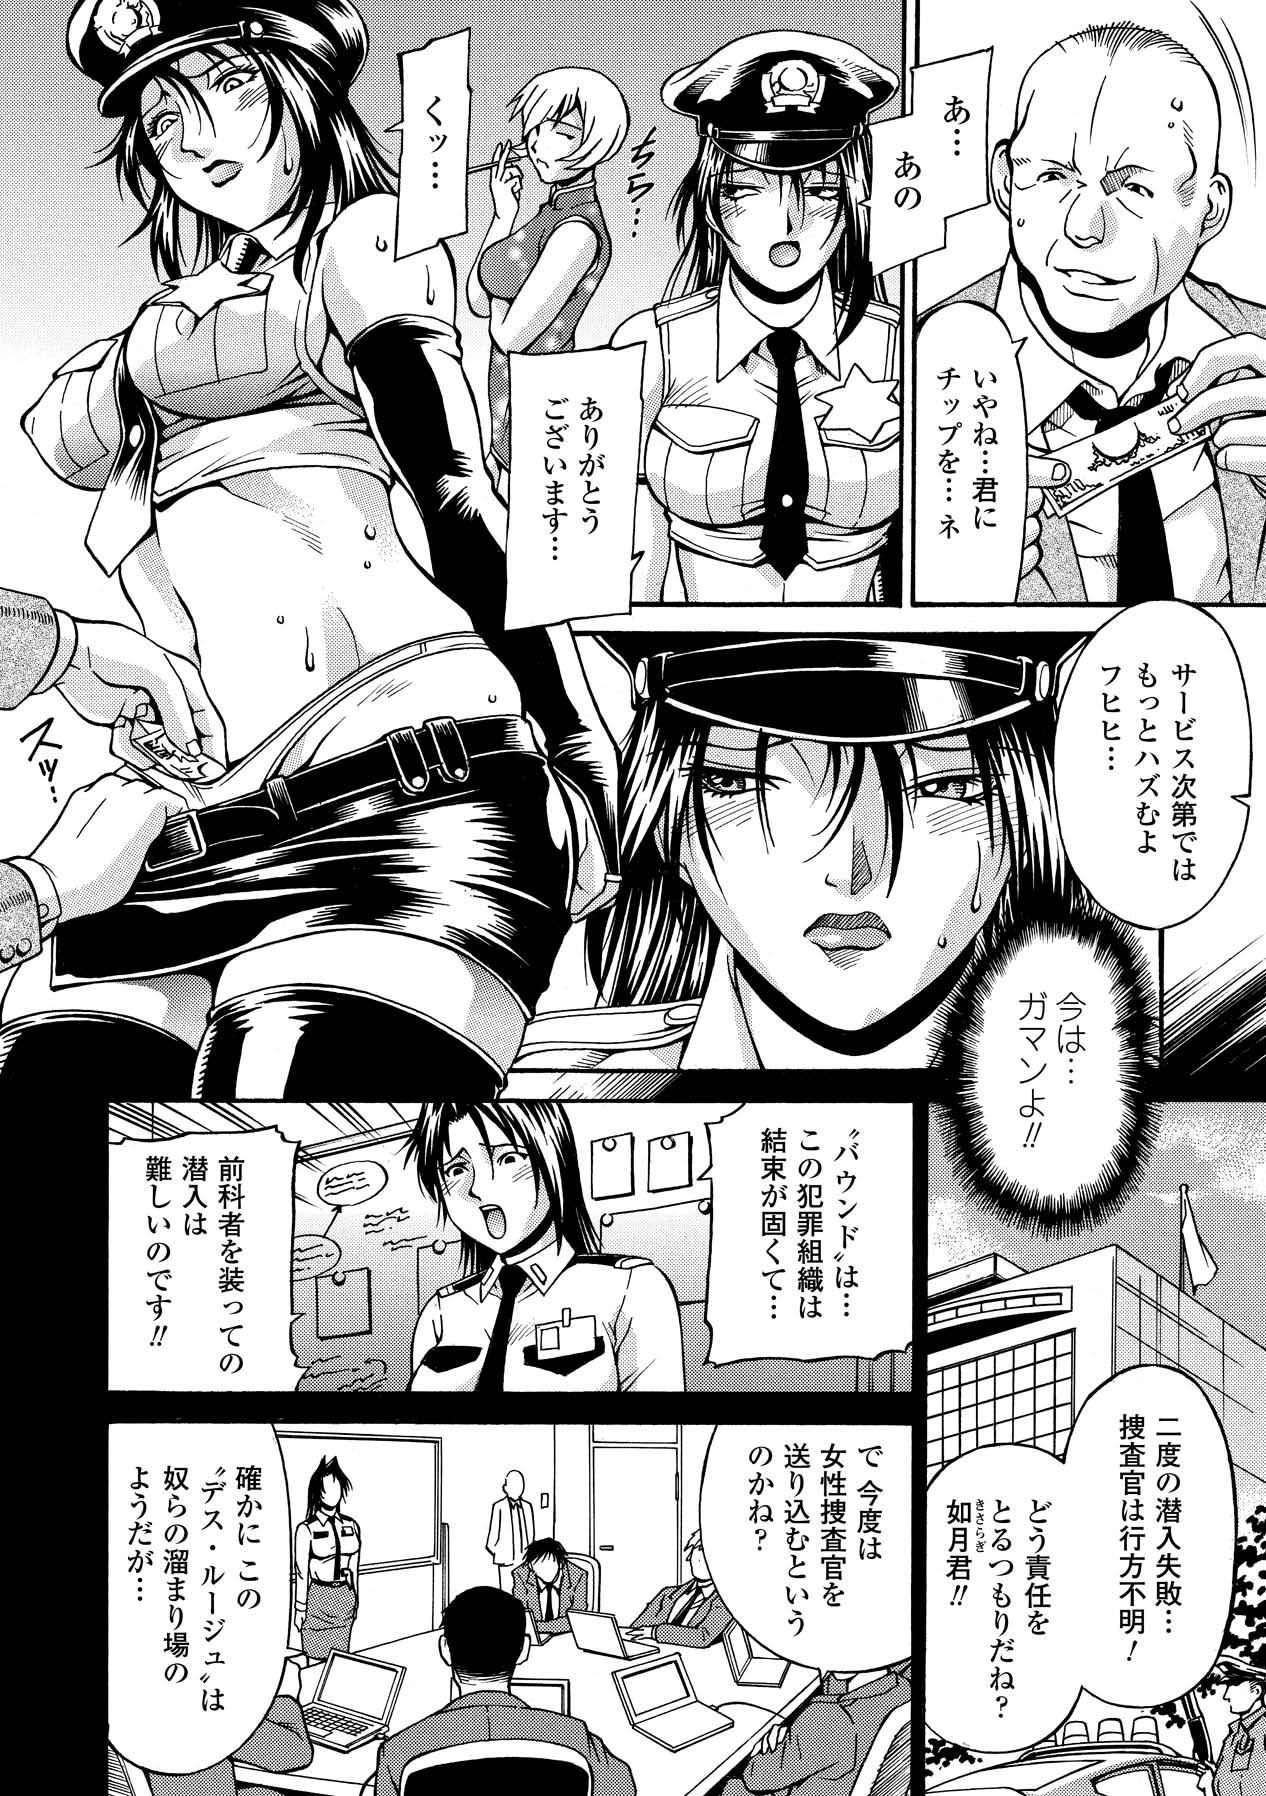 いやね…君に
チップを…ネ
あ…
あの
ちら…
ありがとう
ございます…
くッ…
スッ…
サービス次第では
もっとハズむよ
フヒヒ…
今は…
ガマンよ!!
二度の潜入失敗…
捜査官は行方不明!
どう責任を
とるつもりだね?
如月君!!
きさらぎ
〝バウンド〟は…
この犯罪組織は
結束が固くて…
前科者を装っての
潜入は
難しいのです!!
で 今度は
女性捜査官を
送り込むという
のかね?
確かに この
〝デス・ルージュ〟は
奴らの溜まり場の
ようだが…